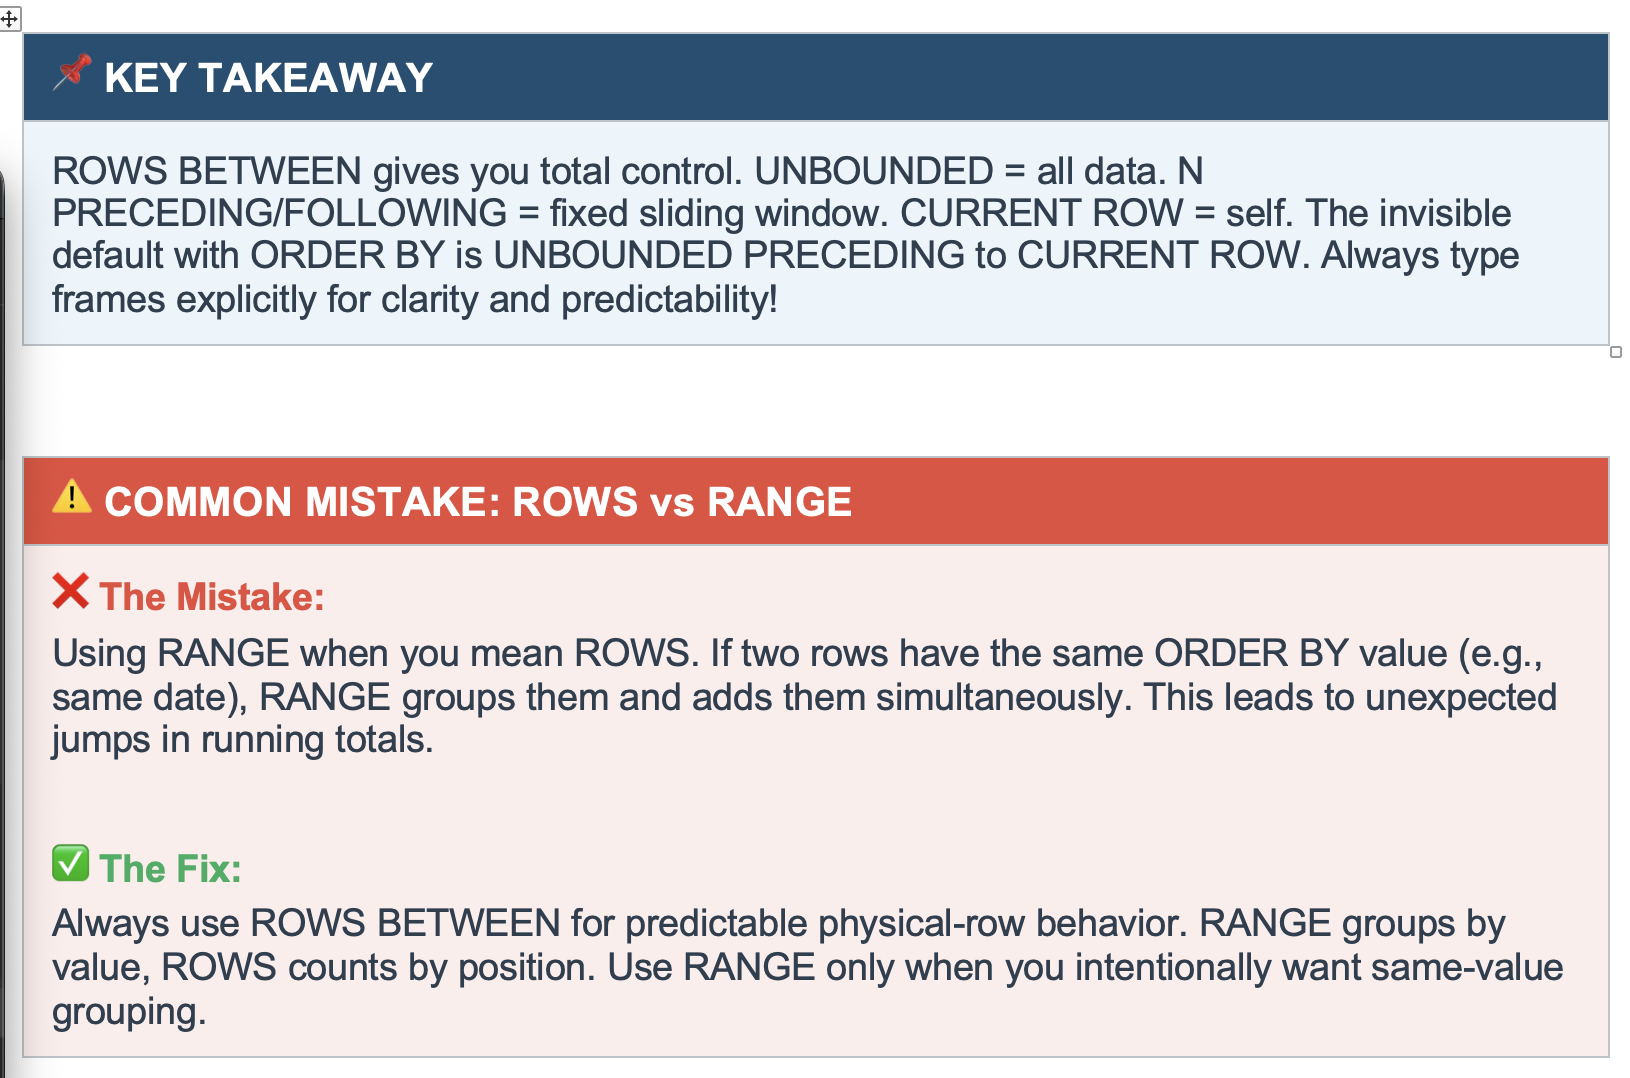 📌 KEY TAKEAWAY
ROWS BETWEEN gives you total control. UNBOUNDED = all data. N
PRECEDING/FOLLOWING = fixed sliding window. CURRENT ROW = self. The invisible
default with ORDER BY is UNBOUNDED PRECEDING to CURRENT ROW. Always type
frames explicitly for clarity and predictability!
⚠️ COMMON MISTAKE: ROWS vs RANGE
❌ The Mistake:
Using RANGE when you mean ROWS. If two rows have the same ORDER BY value (e.g.,
same date), RANGE groups them and adds them simultaneously. This leads to unexpected
jumps in running totals.
✅ The Fix:
Always use ROWS BETWEEN for predictable physical-row behavior. RANGE groups by
value, ROWS counts by position. Use RANGE only when you intentionally want same-value
grouping.